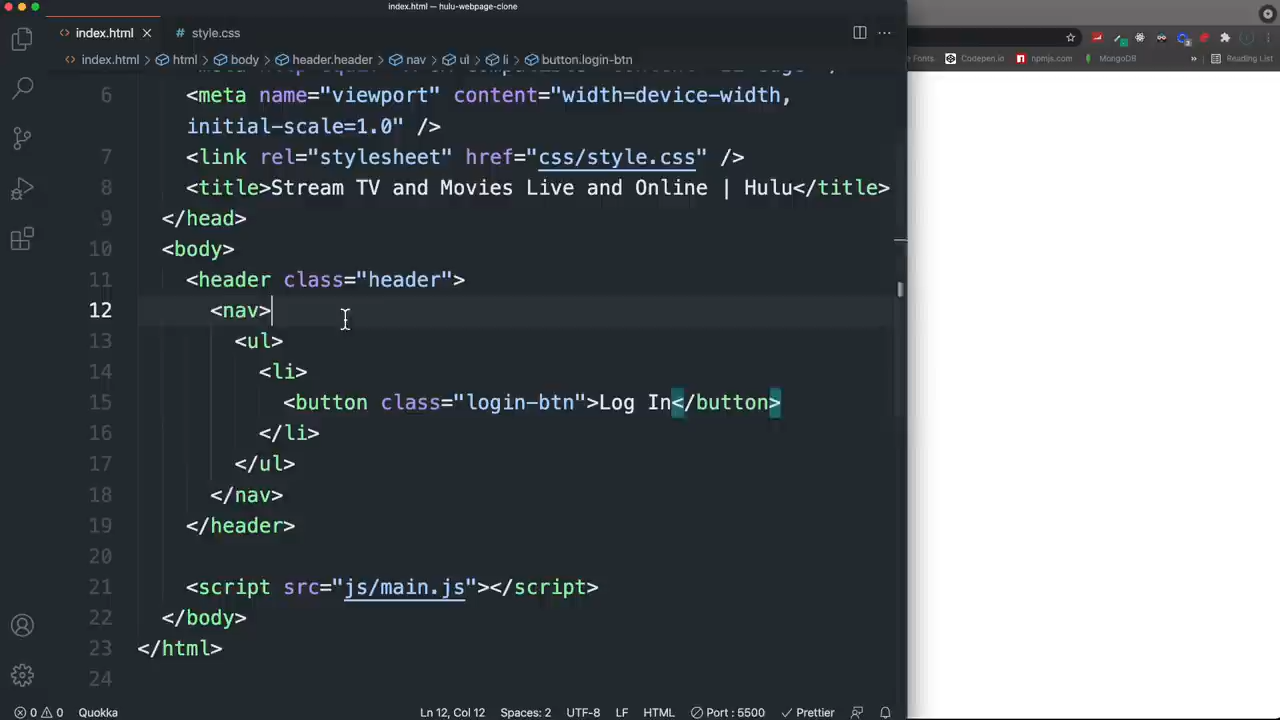 index.html — hulu-webpage-clone
index.html
style.css
index.html > html > body > header.header > nav > ul > li > button.login-btn
Fonts
Codepen.io
npmjs.com
MongoDB
Reading List
6 <meta name="viewport" content="width=device-width,
initial-scale=1.0" />
7 <link rel="stylesheet" href="css/style.css" />
8 <title>Stream TV and Movies Live and Online | Hulu</title>
9 </head>
10 <body>
11 <header class="header">
12 <nav>
13 <ul>
14 <li>
15 <button class="login-btn">Log In</button>
16 </li>
17 </ul>
18 </nav>
19 </header>
20
21 <script src="js/main.js"></script>
22 </body>
23 </html>
24
0 0 Quokka Ln 12, Col 12 Spaces: 2 UTF-8 LF HTML Port : 5500 Prettier